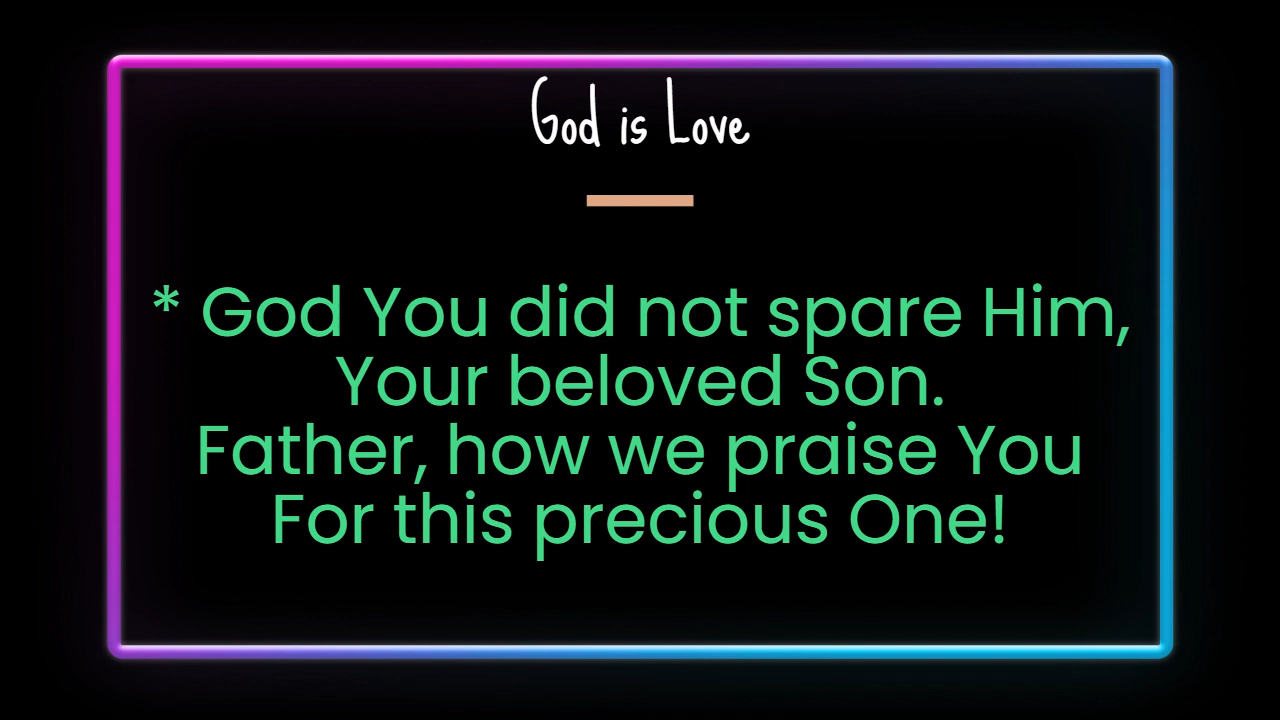 God is Love
* God You did not spare Him,
Your beloved Son.
Father, how we praise You
For this precious One!